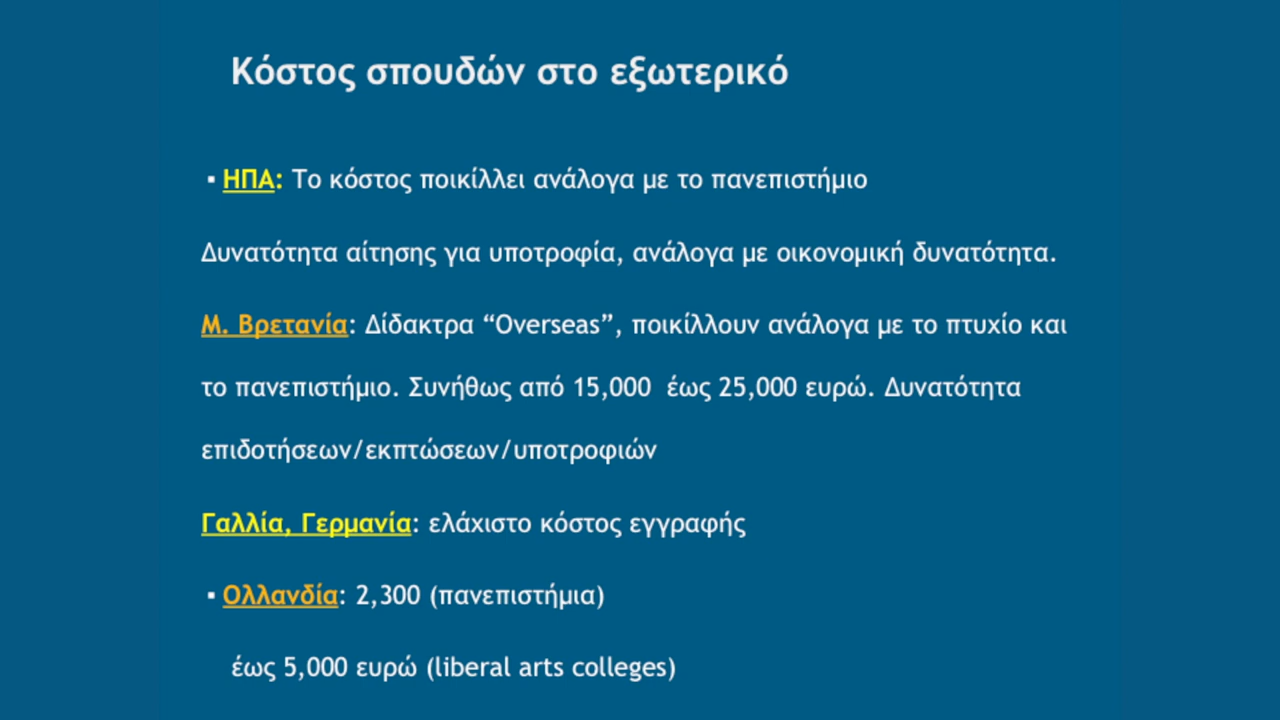 Κόστος σπουδών στο εξωτερικό
▪ ΗΠΑ: Το κόστος ποικίλλει ανάλογα με το πανεπιστήμιο
Δυνατότητα αίτησης για υποτροφία, ανάλογα με οικονομική δυνατότητα.
Μ. Βρετανία: Δίδακτρα “Overseas”, ποικίλλουν ανάλογα με το πτυχίο και
το πανεπιστήμιο. Συνήθως από 15,000 έως 25,000 ευρώ. Δυνατότητα
επιδοτήσεων/εκπτώσεων/υποτροφιών
Γαλλία, Γερμανία: ελάχιστο κόστος εγγραφής
▪ Ολλανδία: 2,300 (πανεπιστήμια)
έως 5,000 ευρώ (liberal arts colleges)